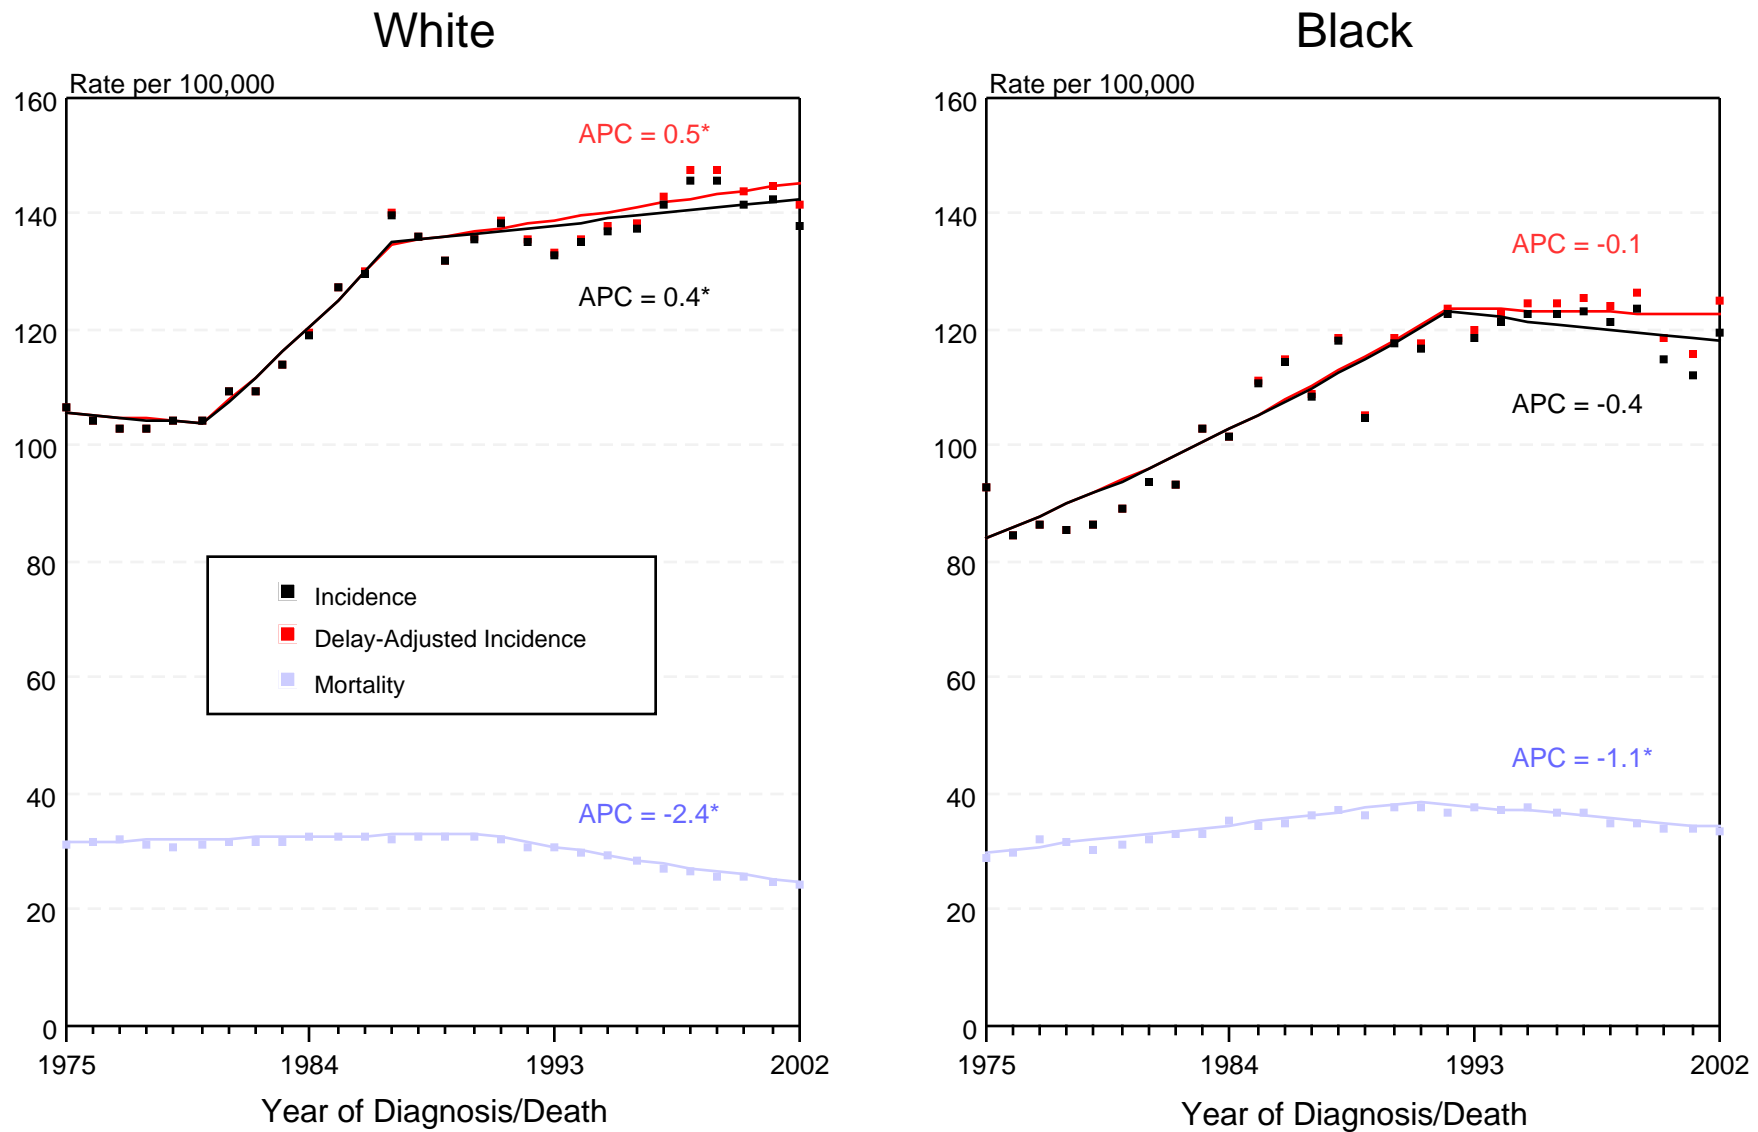 White
Rate per 100,000
160
140
120
100
80
60
40
20
0
APC = 0.5*
APC = 0.4*
Incidence
Delay-Adjusted Incidence
Mortality
APC = -2.4*
1975 1984 1993 2002
Year of Diagnosis/Death
Black
Rate per 100,000
160
140
120
100
80
60
40
20
0
APC = -0.1
APC = -0.4
APC = -1.1*
1975 1984 1993 2002
Year of Diagnosis/Death